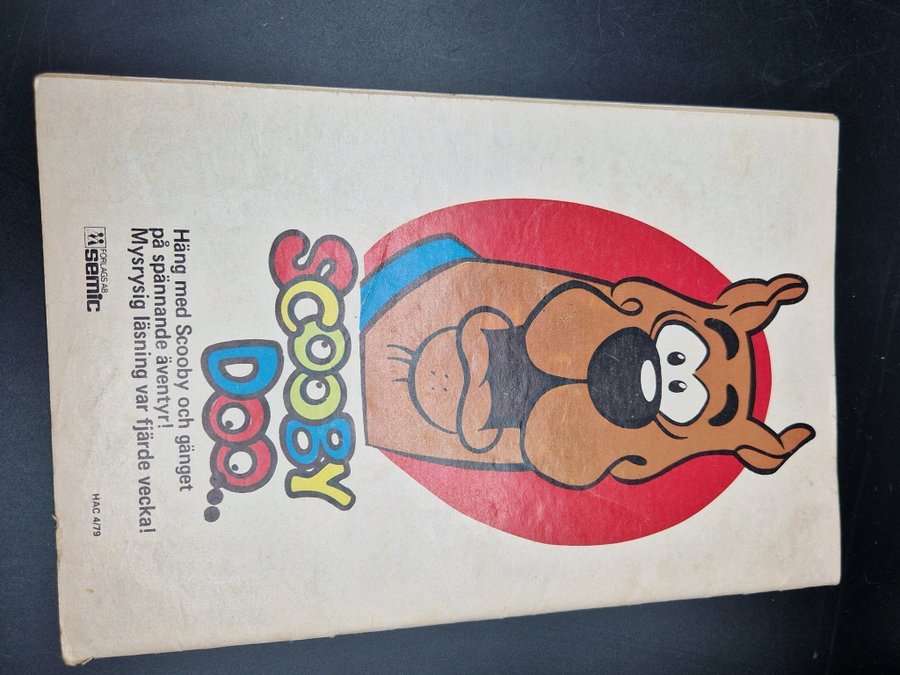 SCOOBY
DOO...
Häng med Scooby och gänget
på spännande äventyr!
Mysrysig läsning var fjärde vecka!
FÖRLAGS AB
semic
HAC 4/79